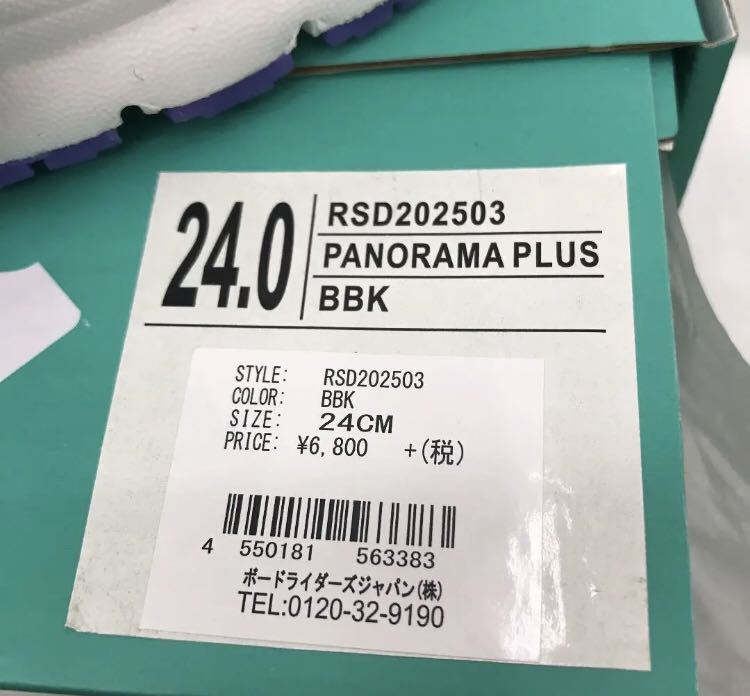 24.0
RSD202503
PANORAMA PLUS
BBK
STYLE: RSD202503
COLOR: BBK
SIZE: 24CM
PRICE: ¥6,800 +(税)
4 550181 563383
ボードライダーズジャパン(株)
TEL:0120-32-9190